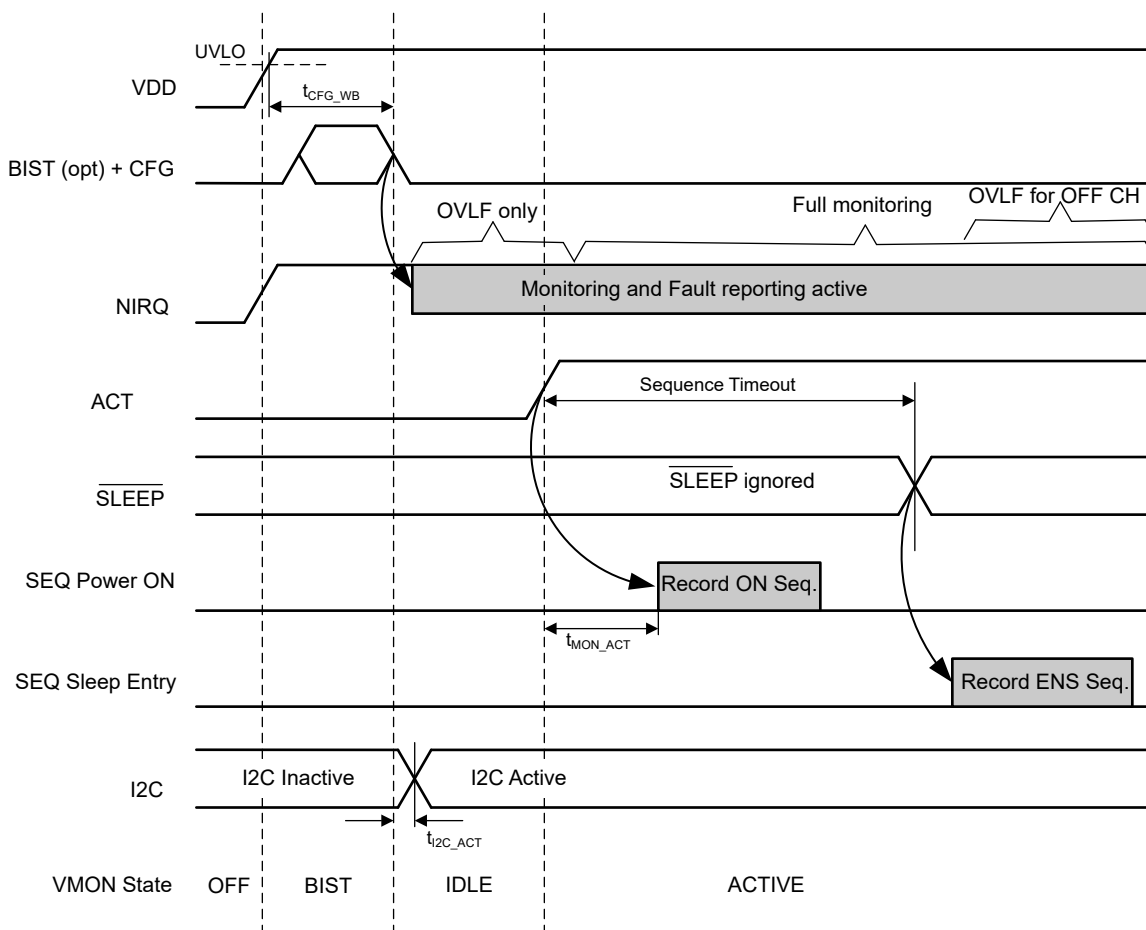 UVLO
VDD
tCFG_WB
BIST (opt) + CFG
OVLF only
Full monitoring
OVLF for OFF CH
NIRQ
Monitoring and Fault reporting active
ACT
Sequence Timeout
SLEEP
SLEEP ignored
SEQ Power ON
Record ON Seq.
tMON_ACT
SEQ Sleep Entry
Record ENS Seq.
I2C
I2C Inactive
I2C Active
tI2C_ACT
VMON State
OFF
BIST
IDLE
ACTIVE